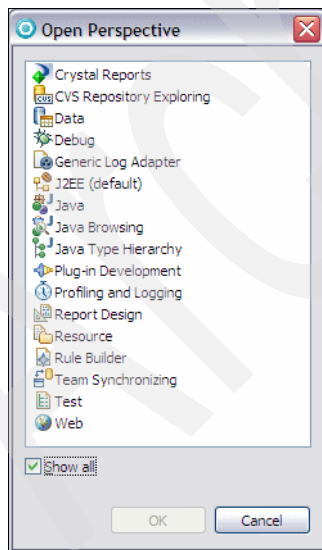 Open Perspective
Crystal Reports
CVS Repository Exploring
Data
Debug
Generic Log Adapter
J2EE (default)
Java
Java Browsing
Java Type Hierarchy
Plug-in Development
Profiling and Logging
Report Design
Resource
Rule Builder
Team Synchronizing
Test
Web
Show all
OK Cancel